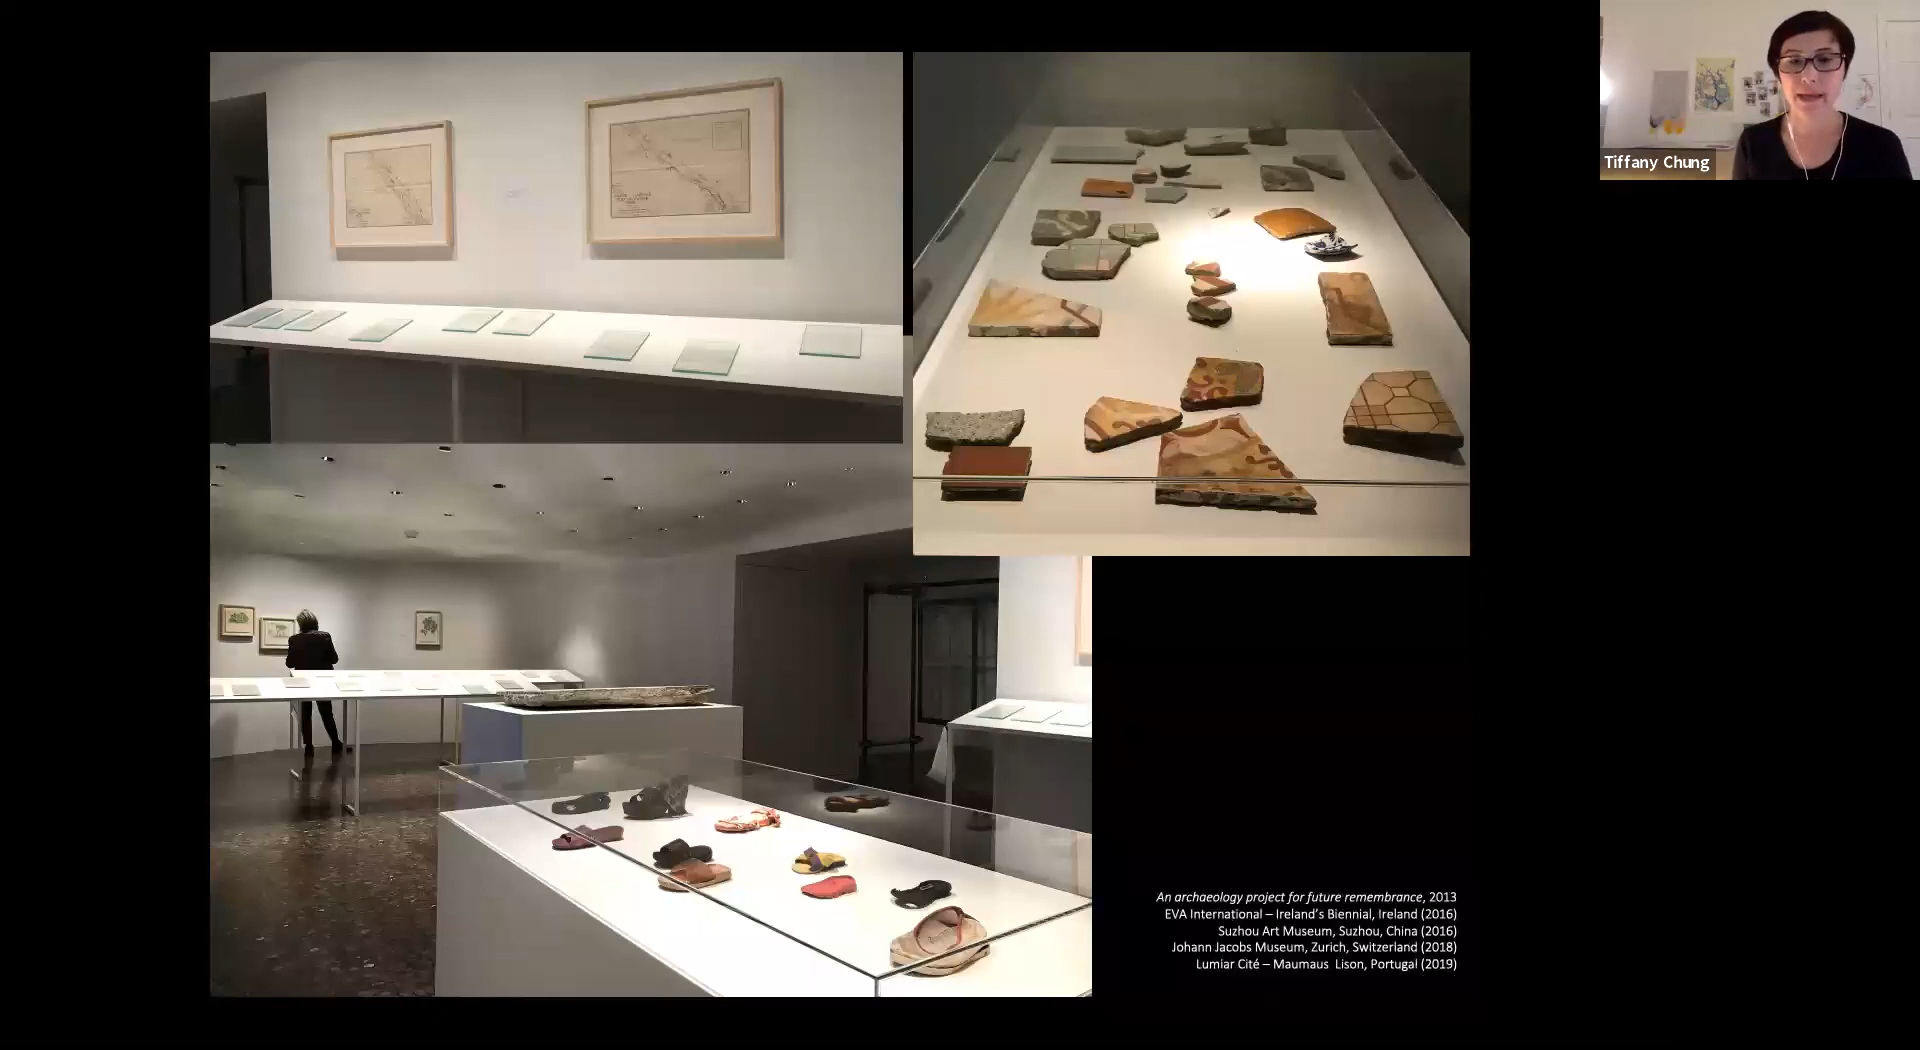 Tiffany Chung
An archaeology project for future remembrance, 2013
EVA International – Ireland's Biennial, Ireland (2016)
Suzhou Art Museum, Suzhou, China (2016)
Johann Jacobs Museum, Zurich, Switzerland (2018)
Lumiar Cité – Maumaus Lison, Portugal (2019)